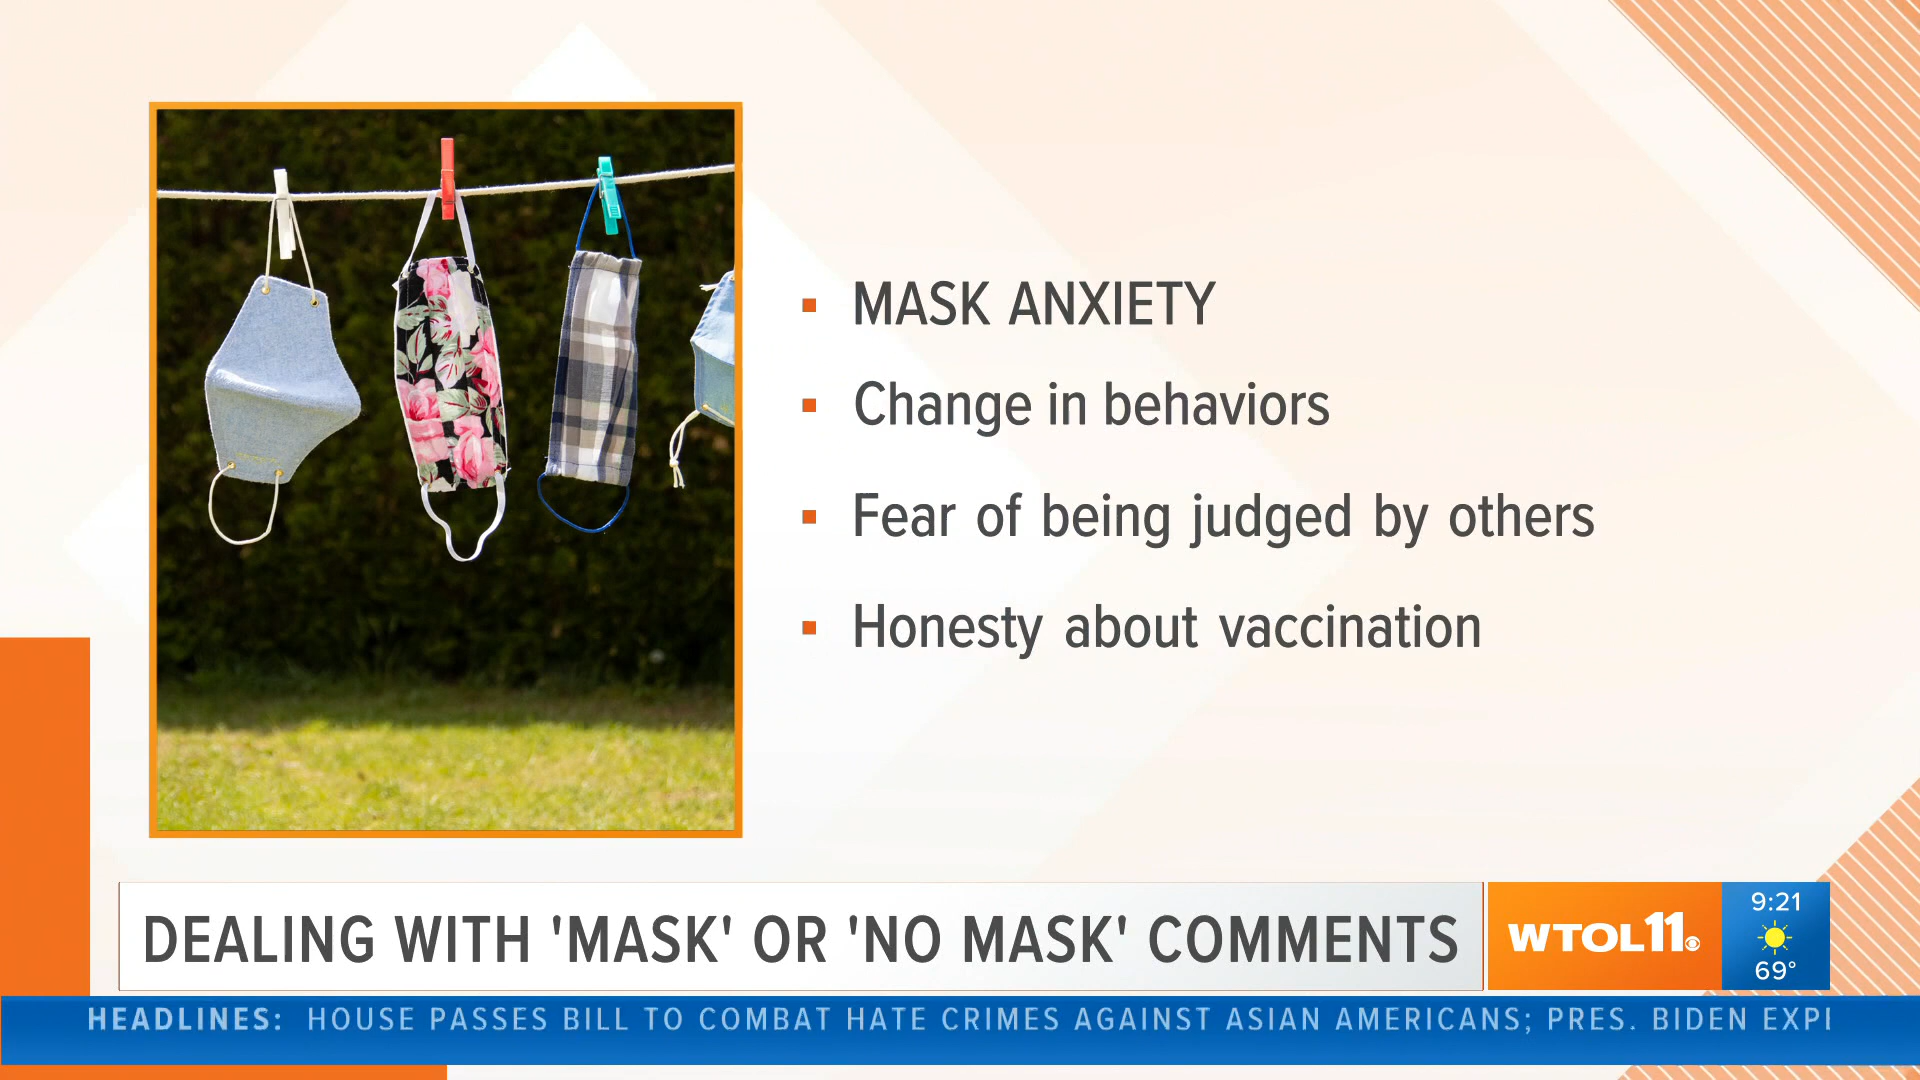 MASK ANXIETY
Change in behaviors
Fear of being judged by others
Honesty about vaccination
DEALING WITH 'MASK' OR 'NO MASK' COMMENTS
WTOL11
9:21
69°
HEADLINES: HOUSE PASSES BILL TO COMBAT HATE CRIMES AGAINST ASIAN AMERICANS; PRES. BIDEN EXPE